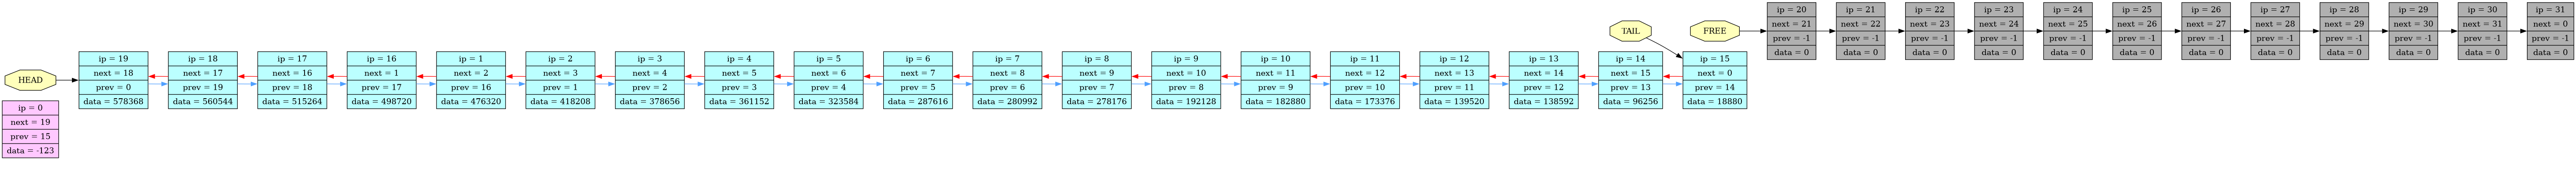 HEAD
ip = 0
next = 19
prev = 15
data = -123
ip = 19
next = 18
prev = 0
data = 578368
ip = 18
next = 17
prev = 19
data = 560544
ip = 17
next = 16
prev = 18
data = 515264
ip = 16
next = 1
prev = 17
data = 498720
ip = 1
next = 2
prev = 16
data = 476320
ip = 2
next = 3
prev = 1
data = 418208
ip = 3
next = 4
prev = 2
data = 378656
ip = 4
next = 5
prev = 3
data = 361152
ip = 5
next = 6
prev = 4
data = 323584
ip = 6
next = 7
prev = 5
data = 287616
ip = 7
next = 8
prev = 6
data = 280992
ip = 8
next = 9
prev = 7
data = 278176
ip = 9
next = 10
prev = 8
data = 192128
ip = 10
next = 11
prev = 9
data = 182880
ip = 11
next = 12
prev = 10
data = 173376
ip = 12
next = 13
prev = 11
data = 139520
ip = 13
next = 14
prev = 12
data = 138592
ip = 14
next = 15
prev = 13
data = 96256
TAIL
ip = 15
next = 0
prev = 14
data = 18880
FREE
ip = 20
next = 21
prev = -1
data = 0
ip = 21
next = 22
prev = -1
data = 0
ip = 22
next = 23
prev = -1
data = 0
ip = 23
next = 24
prev = -1
data = 0
ip = 24
next = 25
prev = -1
data = 0
ip = 25
next = 26
prev = -1
data = 0
ip = 26
next = 27
prev = -1
data = 0
ip = 27
next = 28
prev = -1
data = 0
ip = 28
next = 29
prev = -1
data = 0
ip = 29
next = 30
prev = -1
data = 0
ip = 30
next = 31
prev = -1
data = 0
ip = 31
next = 0
prev = -1
data = 0